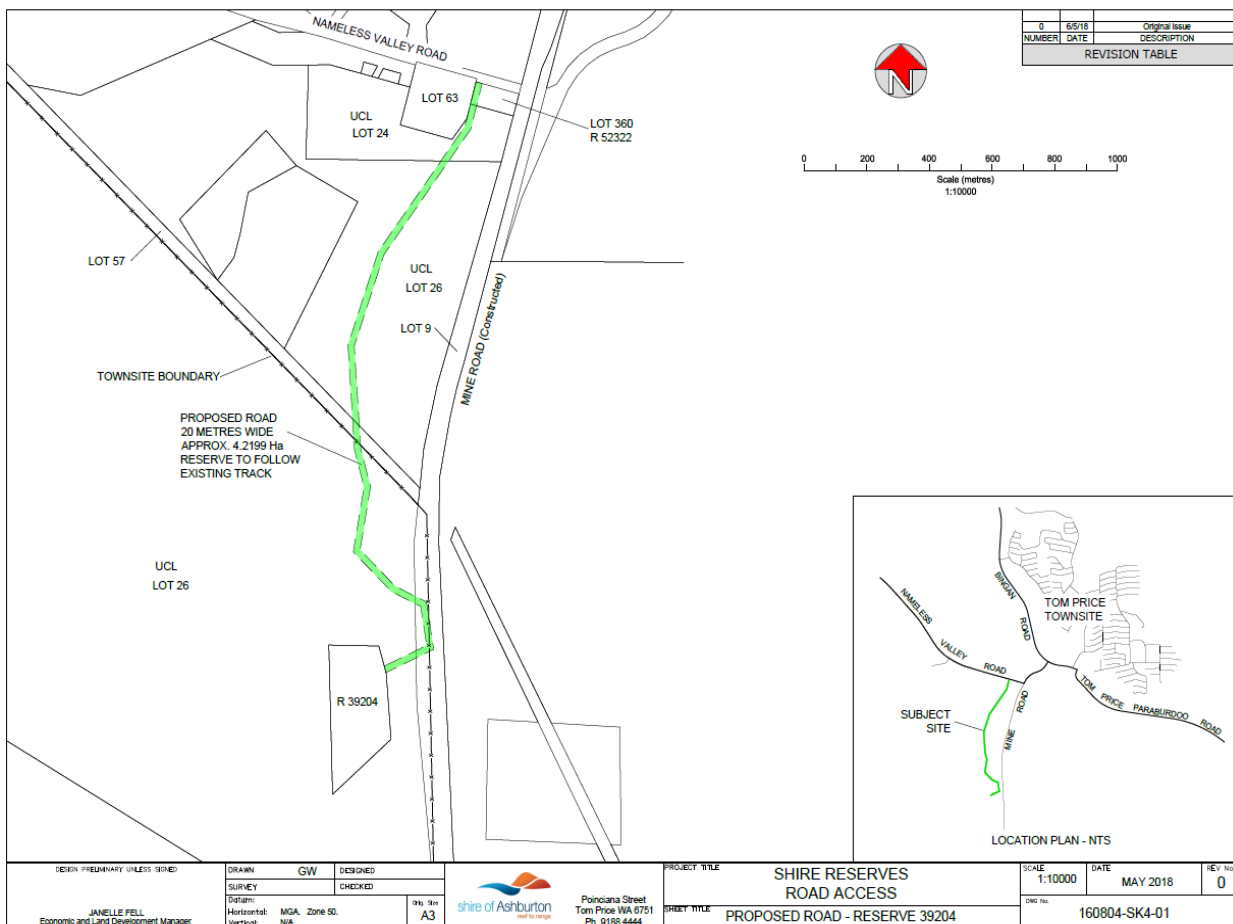 NAMELESS VALLEY ROAD
0 6/5/18 Original Issue
NUMBER DATE DESCRIPTION
REVISION TABLE
N
LOT 63
UCL
LOT 24
LOT 360
R 52322
0 200 400 600 800 1000
Scale (metres)
1:10000
LOT 57
UCL
LOT 26
LOT 9
MINE ROAD (Constructed)
TOWNSITE BOUNDARY
PROPOSED ROAD
20 METRES WIDE
APPROX. 4.2199 Ha
RESERVE TO FOLLOW
EXISTING TRACK
UCL
LOT 26
R 39204
BINGAN ROAD
TOM PRICE
TOWNSITE
NAMELESS VALLEY ROAD
TOM PRICE PARABURDOO ROAD
MINE ROAD
SUBJECT
SITE
LOCATION PLAN - NTS
DESIGN PRELIMINARY UNLESS SIGNED
JANELLE FELL
Economic and Land Development Manager
DRAWN GW DESIGNED
SURVEY CHECKED
Datum:
Horizontal: MGA. Zone 50.
Vertical: N/A
Orig. Size
A3
shire of Ashburton
reef to range
Poinciana Street
Tom Price WA 6751
Ph. 9188 4444
PROJECT TITLE
SHIRE RESERVES
ROAD ACCESS
SHEET TITLE
PROPOSED ROAD - RESERVE 39204
SCALE
1:10000
DATE
MAY 2018
REV No
0
DWG No.
160804-SK4-01